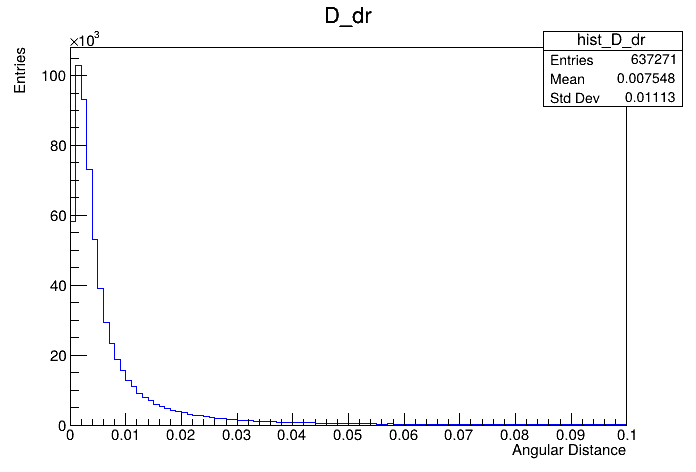 D_dr
×10³
hist_D_dr
Entries 637271
Mean 0.007548
Std Dev 0.01113
Entries
100
80
60
40
20
0
0 0.01 0.02 0.03 0.04 0.05 0.06 0.07 0.08 0.09 0.1
Angular Distance